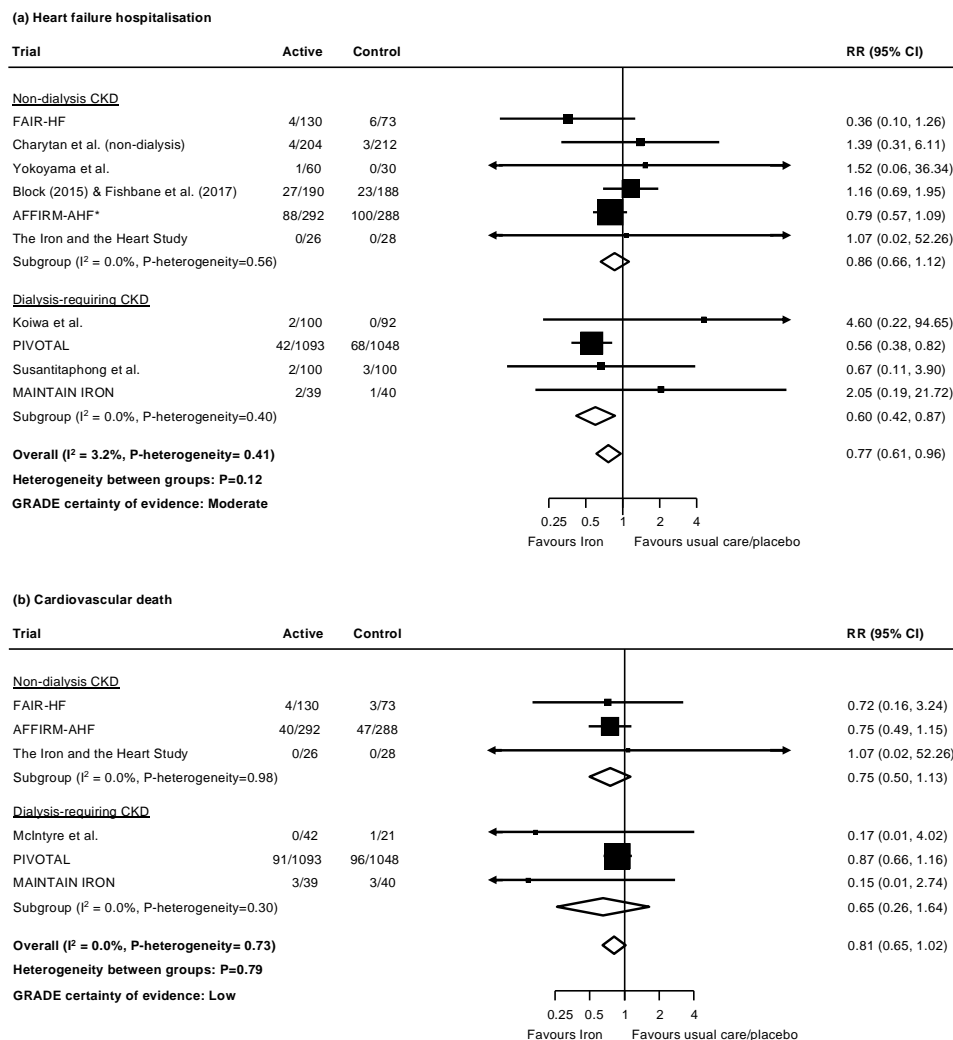 (a) Heart failure hospitalisation
Trial Active Control RR (95% CI)
Non-dialysis CKD
FAIR-HF 4/130 6/73 0.36 (0.10, 1.26)
Charytan et al. (non-dialysis) 4/204 3/212 1.39 (0.31, 6.11)
Yokoyama et al. 1/60 0/30 1.52 (0.06, 36.34)
Block (2015) & Fishbane et al. (2017) 27/190 23/188 1.16 (0.69, 1.95)
AFFIRM-AHF* 88/292 100/288 0.79 (0.57, 1.09)
The Iron and the Heart Study 0/26 0/28 1.07 (0.02, 52.26)
Subgroup (I² = 0.0%, P-heterogeneity=0.56) 0.86 (0.66, 1.12)
Dialysis-requiring CKD
Koiwa et al. 2/100 0/92 4.60 (0.22, 94.65)
PIVOTAL 42/1093 68/1048 0.56 (0.38, 0.82)
Susantitaphong et al. 2/100 3/100 0.67 (0.11, 3.90)
MAINTAIN IRON 2/39 1/40 2.05 (0.19, 21.72)
Subgroup (I² = 0.0%, P-heterogeneity=0.40) 0.60 (0.42, 0.87)
Overall (I² = 3.2%, P-heterogeneity= 0.41) 0.77 (0.61, 0.96)
Heterogeneity between groups: P=0.12
GRADE certainty of evidence: Moderate
0.25 0.5 1 2 4
Favours Iron Favours usual care/placebo
(b) Cardiovascular death
Trial Active Control RR (95% CI)
Non-dialysis CKD
FAIR-HF 4/130 3/73 0.72 (0.16, 3.24)
AFFIRM-AHF 40/292 47/288 0.75 (0.49, 1.15)
The Iron and the Heart Study 0/26 0/28 1.07 (0.02, 52.26)
Subgroup (I² = 0.0%, P-heterogeneity=0.98) 0.75 (0.50, 1.13)
Dialysis-requiring CKD
McIntyre et al. 0/42 1/21 0.17 (0.01, 4.02)
PIVOTAL 91/1093 96/1048 0.87 (0.66, 1.16)
MAINTAIN IRON 3/39 3/40 0.15 (0.01, 2.74)
Subgroup (I² = 0.0%, P-heterogeneity=0.30) 0.65 (0.26, 1.64)
Overall (I² = 0.0%, P-heterogeneity= 0.73) 0.81 (0.65, 1.02)
Heterogeneity between groups: P=0.79
GRADE certainty of evidence: Low
0.25 0.5 1 2 4
Favours Iron Favours usual care/placebo